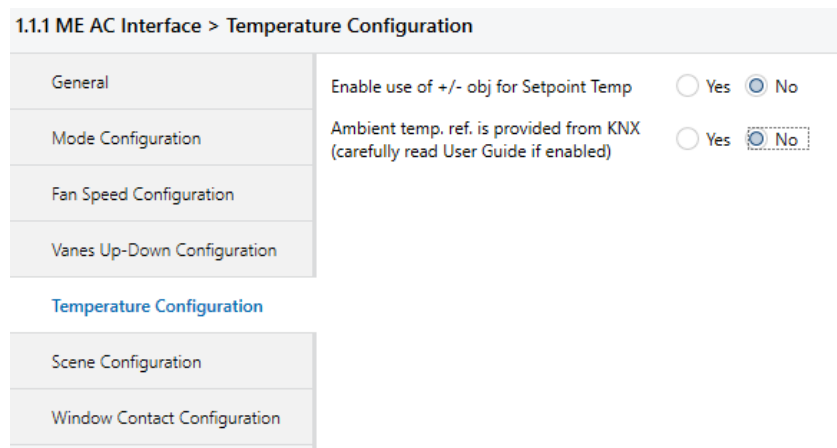 1.1.1 ME AC Interface > Temperature Configuration
General
Mode Configuration
Fan Speed Configuration
Vanes Up-Down Configuration
Temperature Configuration
Scene Configuration
Window Contact Configuration
Enable use of +/- obj for Setpoint Temp Yes No
Ambient temp. ref. is provided from KNX
(carefully read User Guide if enabled) Yes No